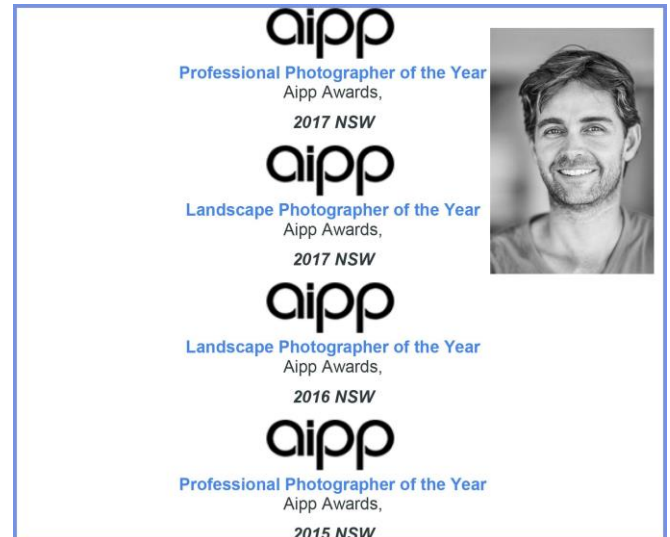 aipp
Professional Photographer of the Year
Aipp Awards,
2017 NSW
aipp
Landscape Photographer of the Year
Aipp Awards,
2017 NSW
aipp
Landscape Photographer of the Year
Aipp Awards,
2016 NSW
aipp
Professional Photographer of the Year
Aipp Awards,
2015 NSW